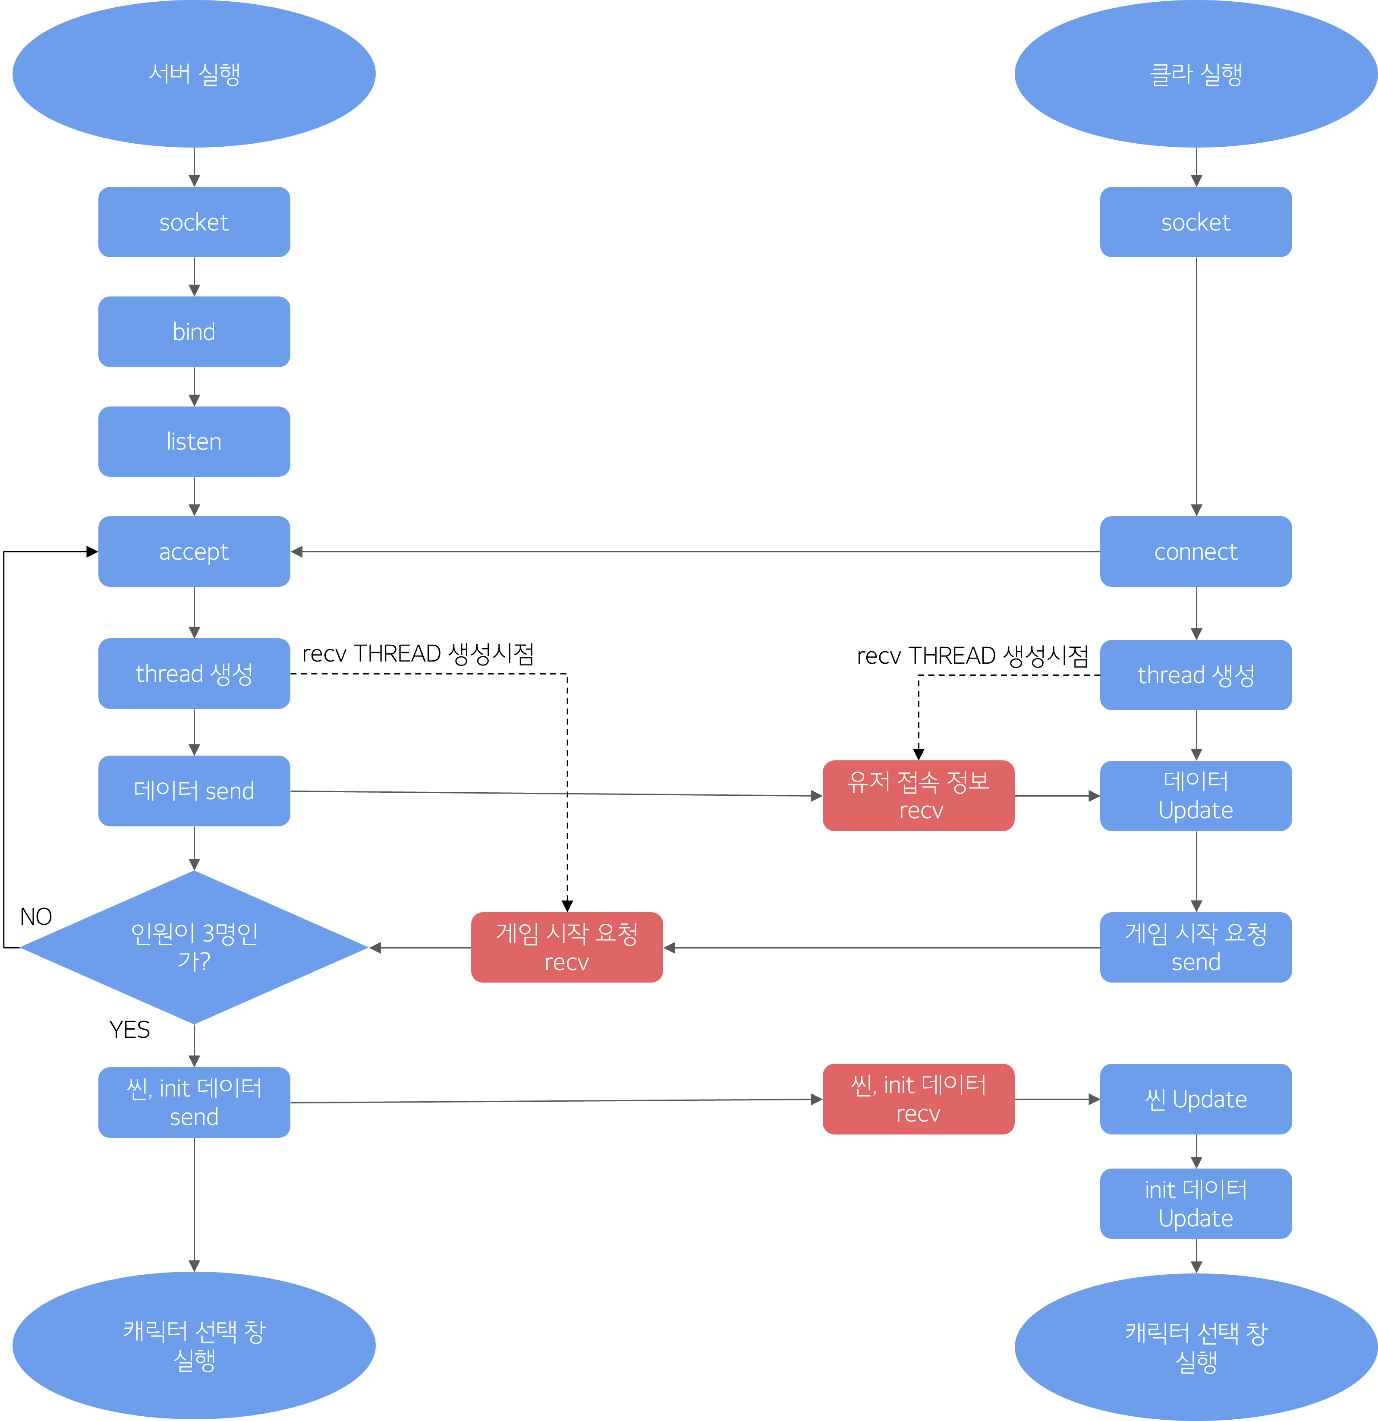 서버 실행
클라 실행
socket
socket
bind
listen
accept
connect
recv THREAD 생성시점
recv THREAD 생성시점
thread 생성
thread 생성
데이터 send
유저 접속 정보
recv
데이터
Update
NO
인원이 3명인
가?
게임 시작 요청
recv
게임 시작 요청
send
YES
씬, init 데이터
send
씬, init 데이터
recv
씬 Update
init 데이터
Update
캐릭터 선택 창
실행
캐릭터 선택 창
실행